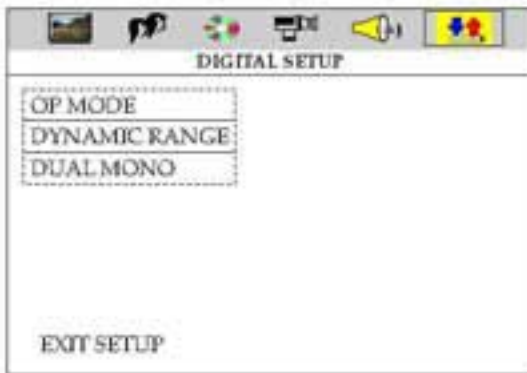 DIGITAL SETUP
OP MODE
DYNAMIC RANGE
DUAL MONO
EXIT SETUP